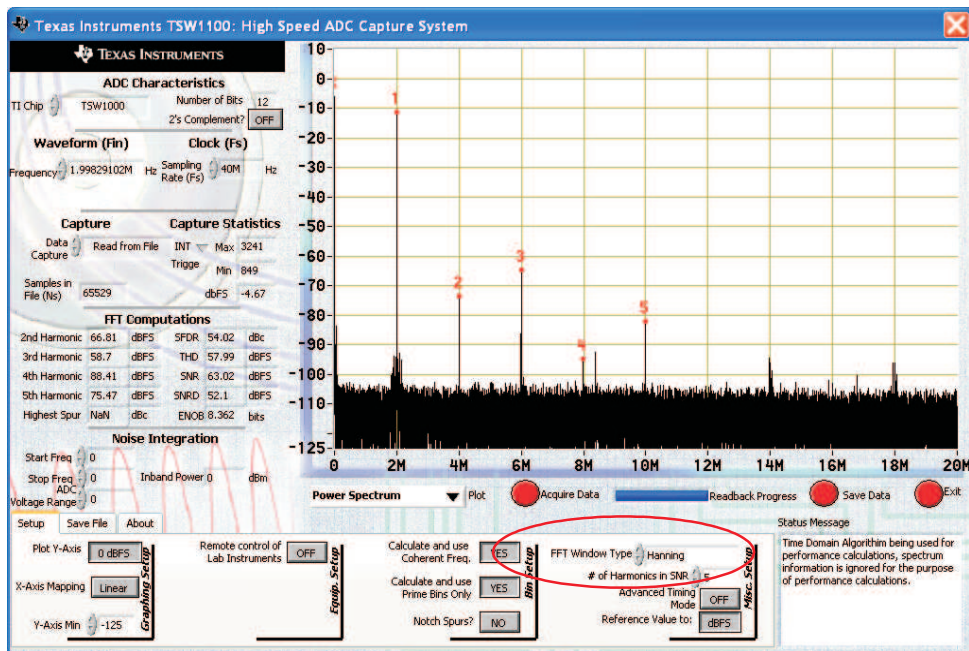 Texas Instruments TSW1100: High Speed ADC Capture System
TEXAS INSTRUMENTS
ADC Characteristics
TI Chip TSW1000
Number of Bits 12
2's Complement? OFF
Waveform (Fin) Clock (Fs)
Frequency 1.99829102M Hz Sampling Rate (Fs) 40M Hz
Capture Capture Statistics
Data Capture Read from File INT Max 3241
Trigge Min 849
Samples in File (Ns) 65529 dbFS -4.67
FFT Computations
2nd Harmonic 66.81 dBFS SFDR 54.02 dBc
3rd Harmonic 58.7 dBFS THD 57.99 dBFS
4th Harmonic 88.41 dBFS SNR 63.02 dBFS
5th Harmonic 75.47 dBFS SNRD 52.1 dBFS
Highest Spur NaN dBc ENOB 8.362 bits
Noise Integration
Start Freq 0
Stop Freq 0 Inband Power 0 dBm
ADC Voltage Range 0
10
0
-10
-20
-30
-40
-50
-60
-70
-80
-90
-100
-110
-125
1
2
3
4
5
0 2M 4M 6M 8M 10M 12M 14M 16M 18M 20M
Power Spectrum Plot Acquire Data Readback Progress Save Data Exit
Setup Save File About
Plot Y-Axis 0 dBFS
X-Axis Mapping Linear
Y-Axis Min -125
Graphing Setup
Remote control of Lab Instruments OFF
Equip. Setup
Calculate and use Coherent Freq. YES
Calculate and use Prime Bins Only YES
Notch Spurs? NO
Bin Setup
FFT Window Type Hanning
# of Harmonics in SNR 5
Advanced Timing Mode OFF
Reference Value to: dBFS
Misc. Setup
Status Message
Time Domain Algorithm being used for
performance calculations, spectrum
information is ignored for the purpose
of performance calculations.